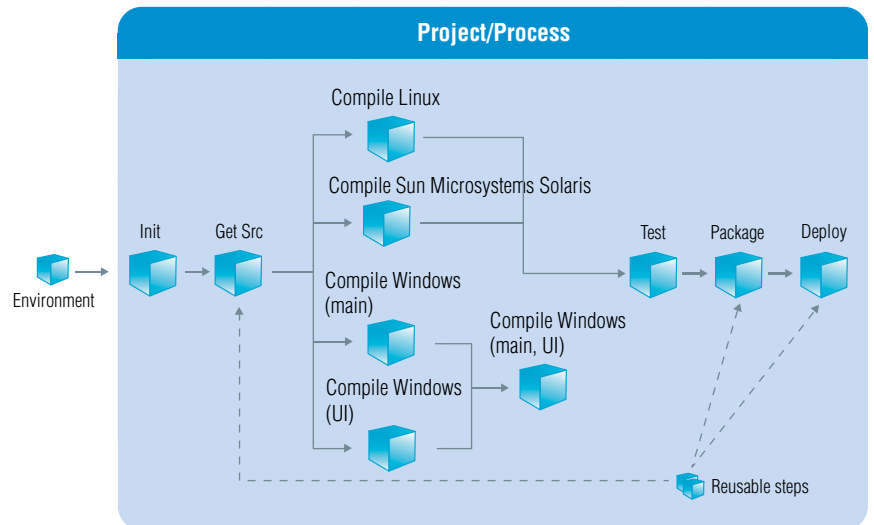 Project/Process
Compile Linux
Compile Sun Microsystems Solaris
Init
Get Src
Test
Package
Deploy
Environment
Compile Windows
(main)
Compile Windows
(main, UI)
Compile Windows
(UI)
Reusable steps